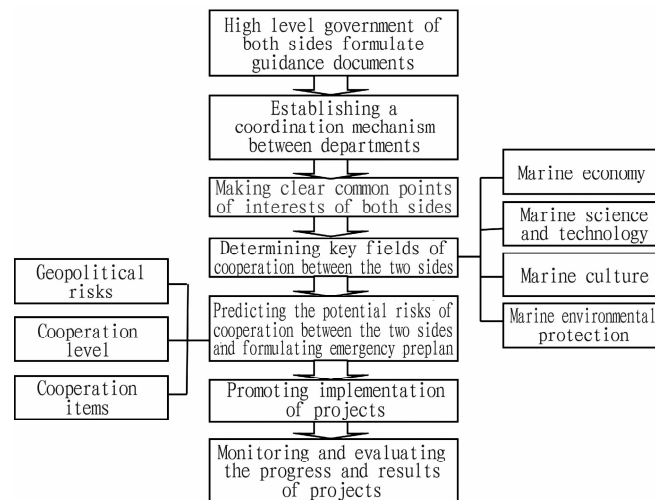 High level government of
both sides formulate
guidance documents
Establishing a
coordination mechanism
between departments
Making clear common points
of interests of both sides
Determining key fields of
cooperation between the two sides
Predicting the potential risks of
cooperation between the two sides
and formulating emergency preplan
Promoting implementation
of projects
Monitoring and evaluating
the progress and results
of projects
Marine economy
Marine science
and technology
Marine culture
Marine environmental
protection
Geopolitical
risks
Cooperation
level
Cooperation
items